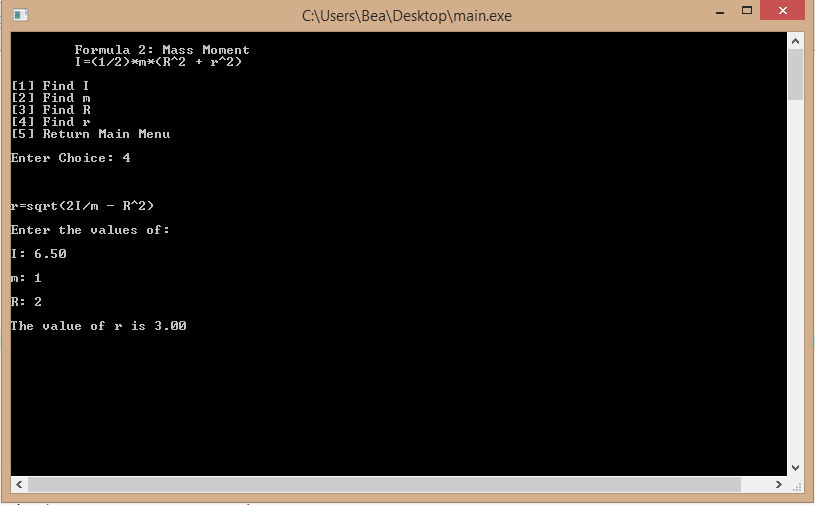 C:\Users\Bea\Desktop\main.exe
Formula 2: Mass Moment
I=(1/2)*m*(R^2 + r^2)
[1] Find I
[2] Find m
[3] Find R
[4] Find r
[5] Return Main Menu
Enter Choice: 4
r=sqrt(2I/m - R^2)
Enter the values of:
I: 6.50
m: 1
R: 2
The value of r is 3.00